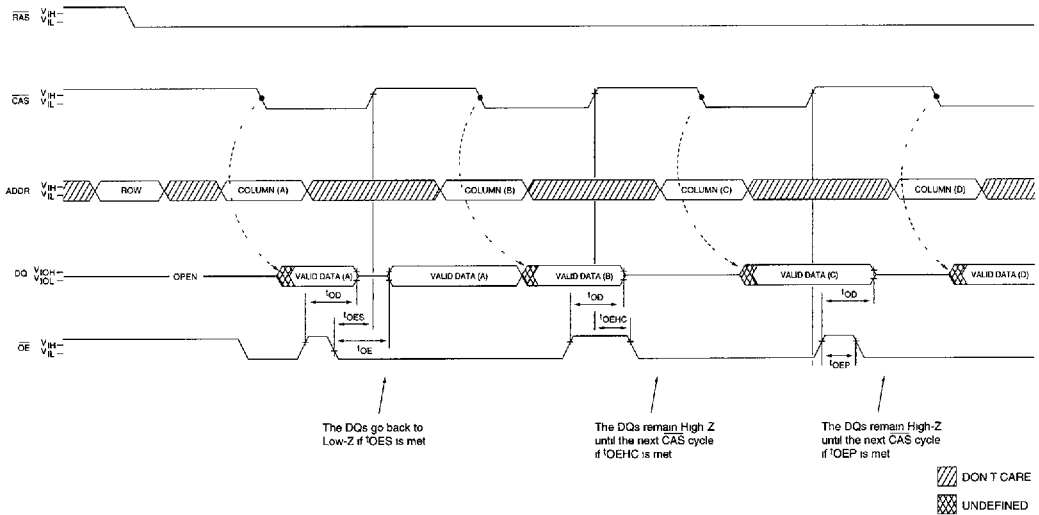 RAS VIH VIL
CAS VIH VIL
ADDR VIH VIL ROW COLUMN (A) COLUMN (B) COLUMN (C) COLUMN (D)
DQ VIOH VIOL OPEN VALID DATA (A) VALID DATA (A) VALID DATA (B) VALID DATA (C) VALID DATA (D)
tOD tOD tOD
tOES tOEHC
tOE
OE VIH VIL tOEP
The DQs go back to
Low-Z if tOES is met
The DQs remain High Z
until the next CAS cycle
if tOEHC is met
The DQs remain High-Z
until the next CAS cycle
if tOEP is met
DON T CARE
UNDEFINED